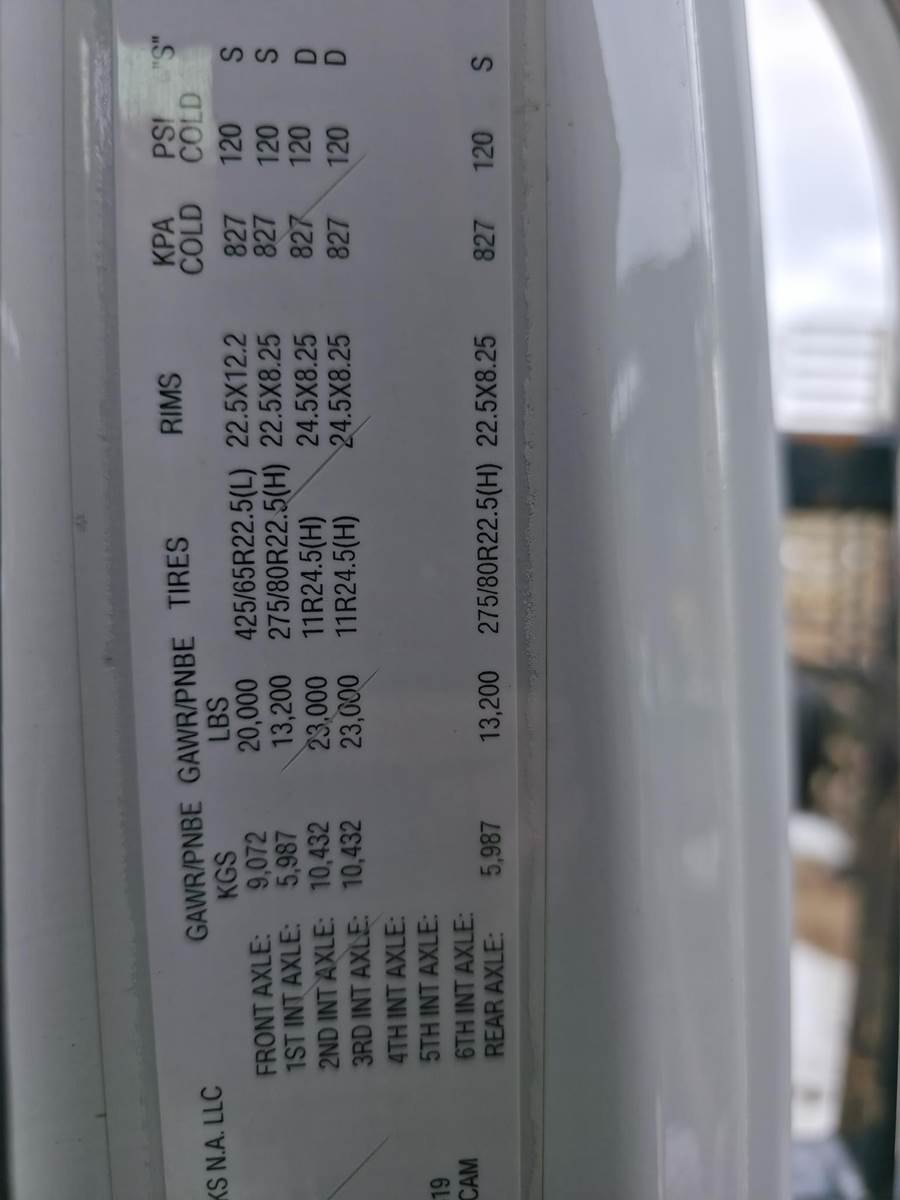 GAWR/PNBE GAWR/PNBE TIRES RIMS KPA PSI "S"
KGS LBS COLD COLD
KS N.A. LLC
FRONT AXLE: 9,072 20,000 425/65R22.5(L) 22.5X12.2 827 120 S
1ST INT AXLE: 5,987 13,200 275/80R22.5(H) 22.5X8.25 827 120 S
2ND INT AXLE: 10,432 23,000 11R24.5(H) 24.5X8.25 827 120 D
3RD INT AXLE: 10,432 23,000 11R24.5(H) 24.5X8.25 827 120 D
4TH INT AXLE:
5TH INT AXLE:
19
6TH INT AXLE:
CAM
REAR AXLE: 5,987 13,200 275/80R22.5(H) 22.5X8.25 827 120 S